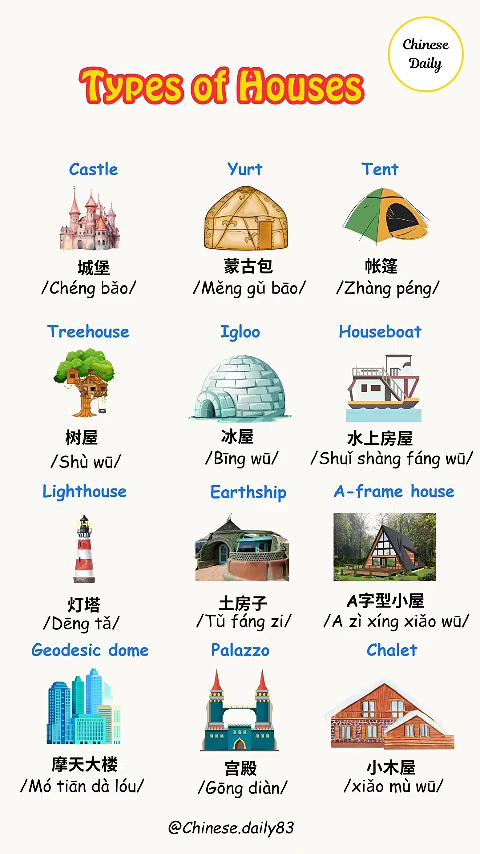 Chinese
Daily
Types of Houses
Castle
城堡
/Chéng bǎo/
Yurt
蒙古包
/Měng gǔ bāo/
Tent
帐篷
/Zhàng péng/
Treehouse
树屋
/Shù wū/
Igloo
冰屋
/Bīng wū/
Houseboat
水上房屋
/Shuǐ shàng fáng wū/
Lighthouse
灯塔
/Dēng tǎ/
Earthship
土房子
/Tǔ fáng zi/
A-frame house
A字型小屋
/A zì xíng xiǎo wū/
Geodesic dome
摩天大楼
/Mó tiān dà lóu/
Palazzo
宫殿
/Gōng diàn/
Chalet
小木屋
/xiǎo mù wū/
@Chinese.daily83